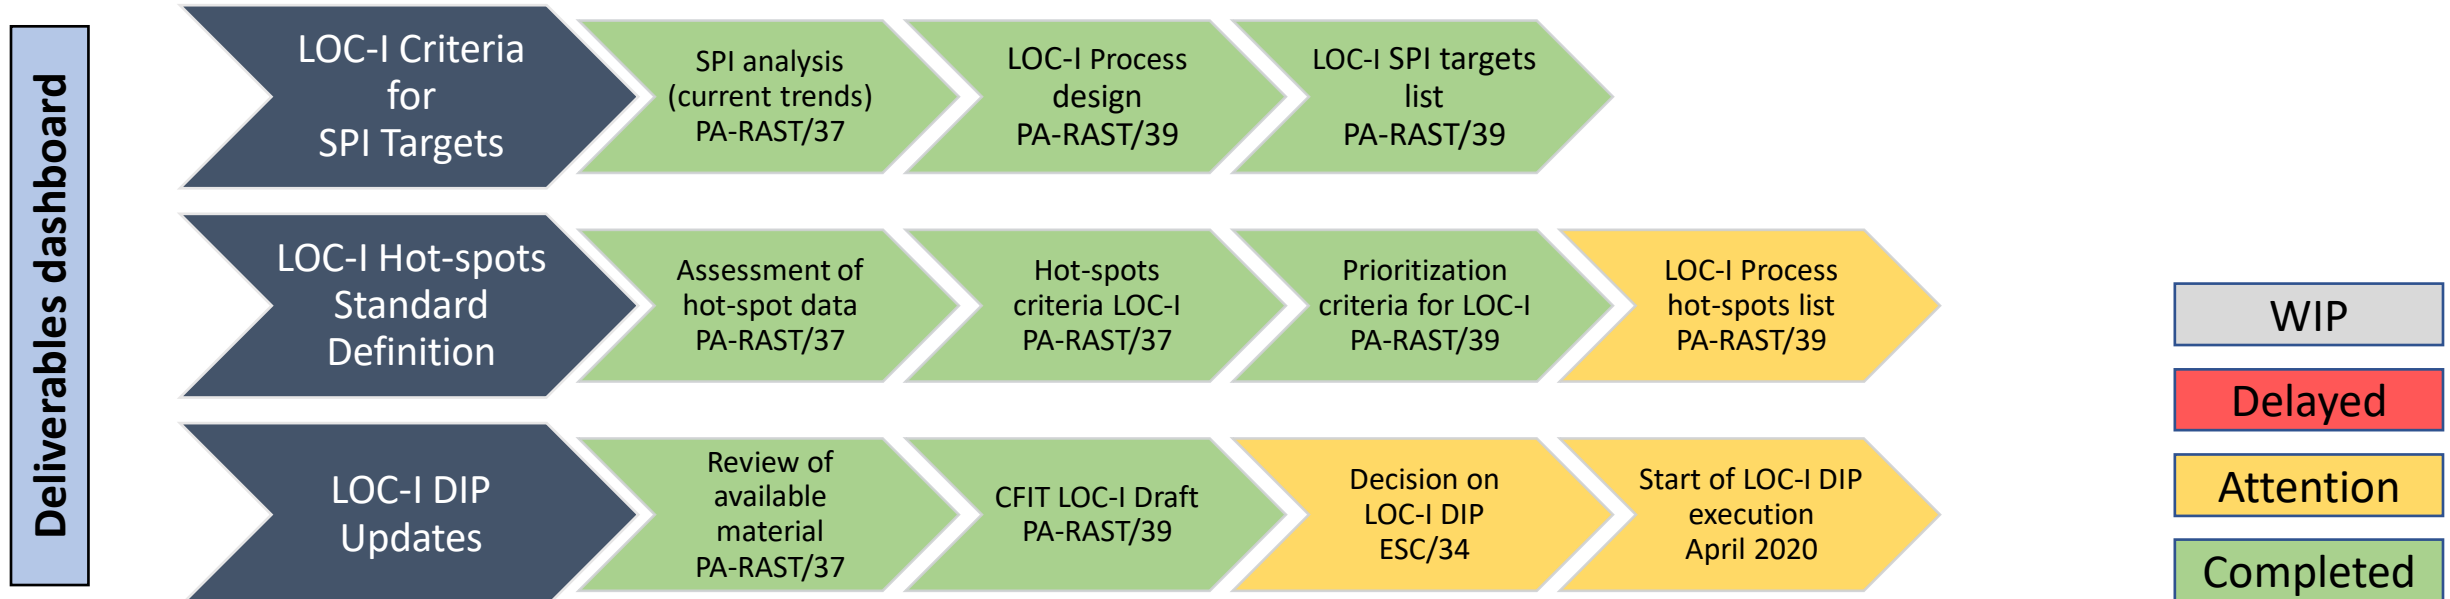 Deliverables dashboard
LOC-I Criteria
for
SPI Targets
SPI analysis
(current trends)
PA-RAST/37
LOC-I Process
design
PA-RAST/39
LOC-I SPI targets
list
PA-RAST/39
LOC-I Hot-spots
Standard
Definition
Assessment of
hot-spot data
PA-RAST/37
Hot-spots
criteria LOC-I
PA-RAST/37
Prioritization
criteria for LOC-I
PA-RAST/39
LOC-I Process
hot-spots list
PA-RAST/39
LOC-I DIP
Updates
Review of
available
material
PA-RAST/37
CFIT LOC-I Draft
PA-RAST/39
Decision on
LOC-I DIP
ESC/34
Start of LOC-I DIP
execution
April 2020
WIP
Delayed
Attention
Completed